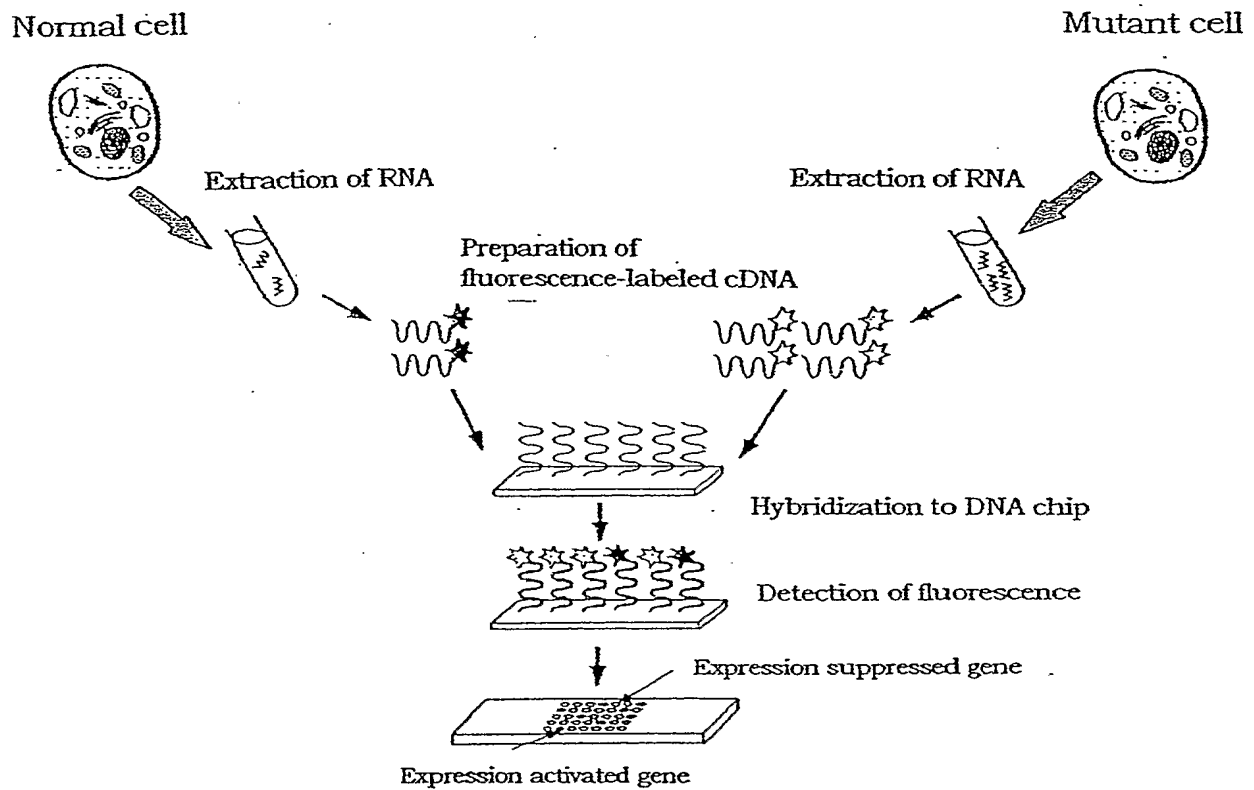 Normal cell
Mutant cell
Extraction of RNA
Extraction of RNA
Preparation of
fluorescence-labeled cDNA
Hybridization to DNA chip
Detection of fluorescence
Expression suppressed gene
Expression activated gene